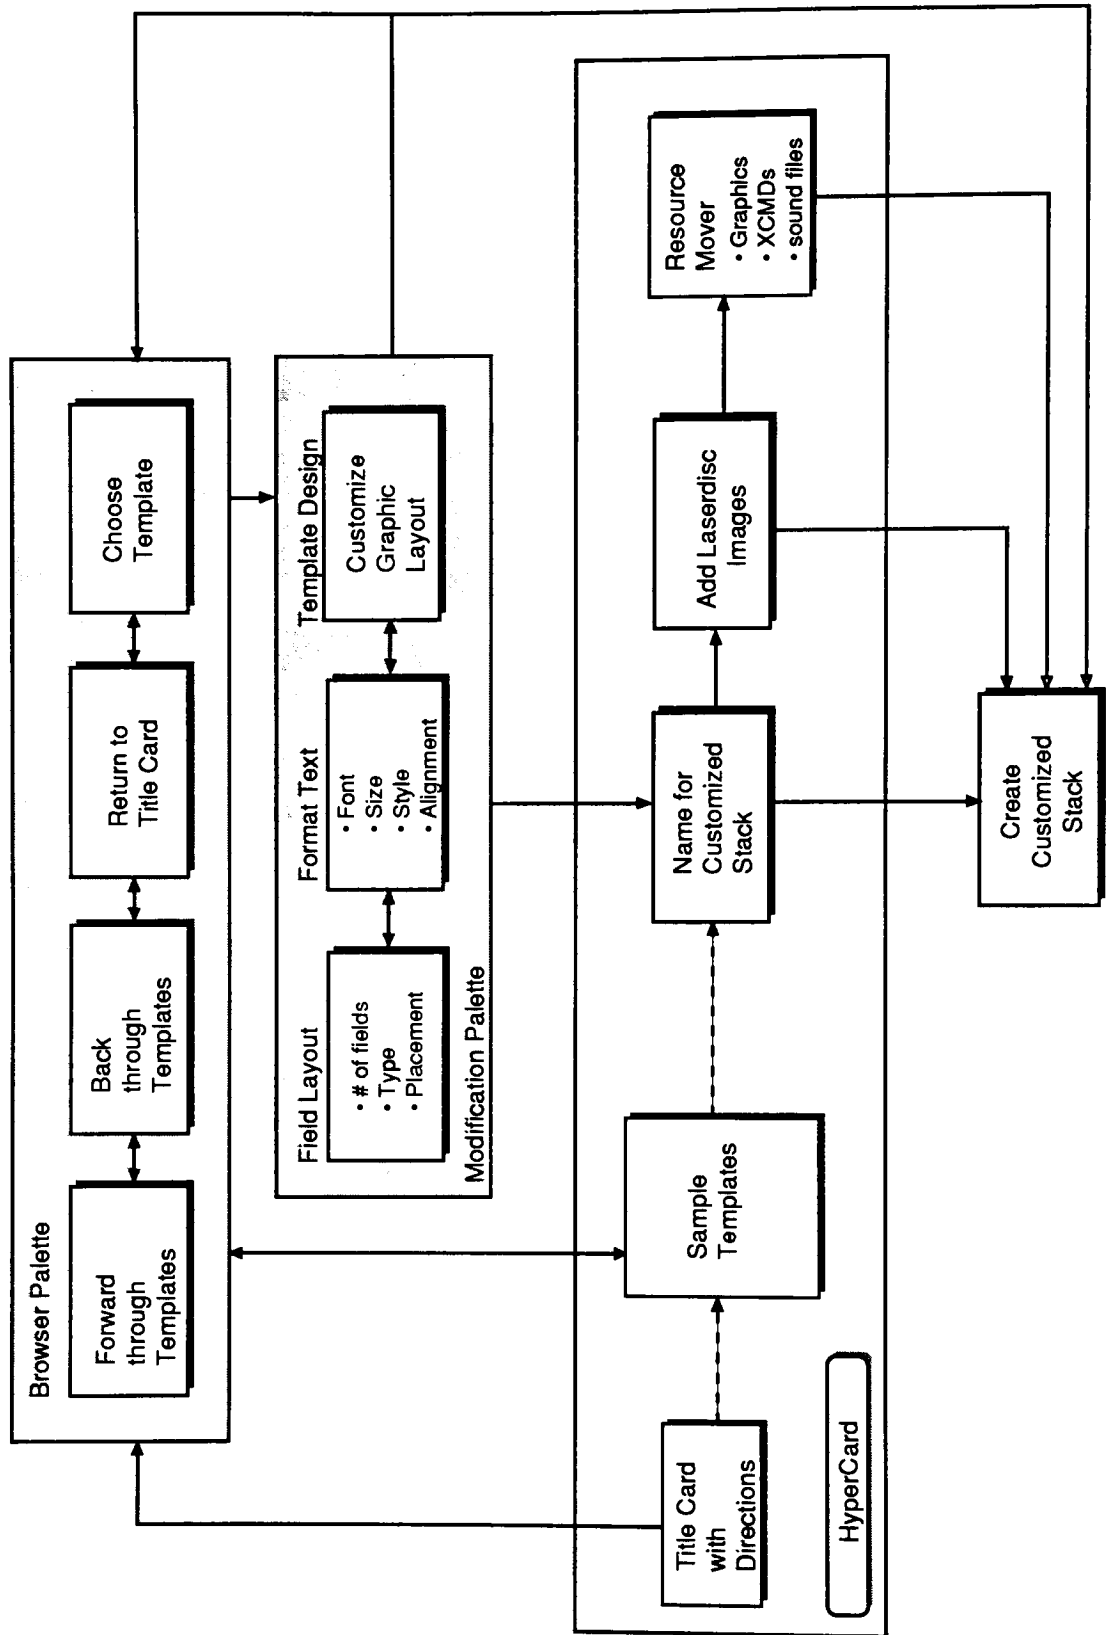 Browser Palette
Forward
through
Templates
Back
through
Templates
Return to
Title Card
Choose
Template
Field Layout
• # of fields
• Type
• Placement
Format Text
• Font
• Size
• Style
• Alignment
Template Design
Customize
Graphic
Layout
Modification Palette
Title Card
with
Directions
Sample
Templates
Name for
Customized
Stack
Add Laserdisc
Images
Resource
Mover
• Graphics
• XCMDs
• sound files
HyperCard
Create
Customized
Stack